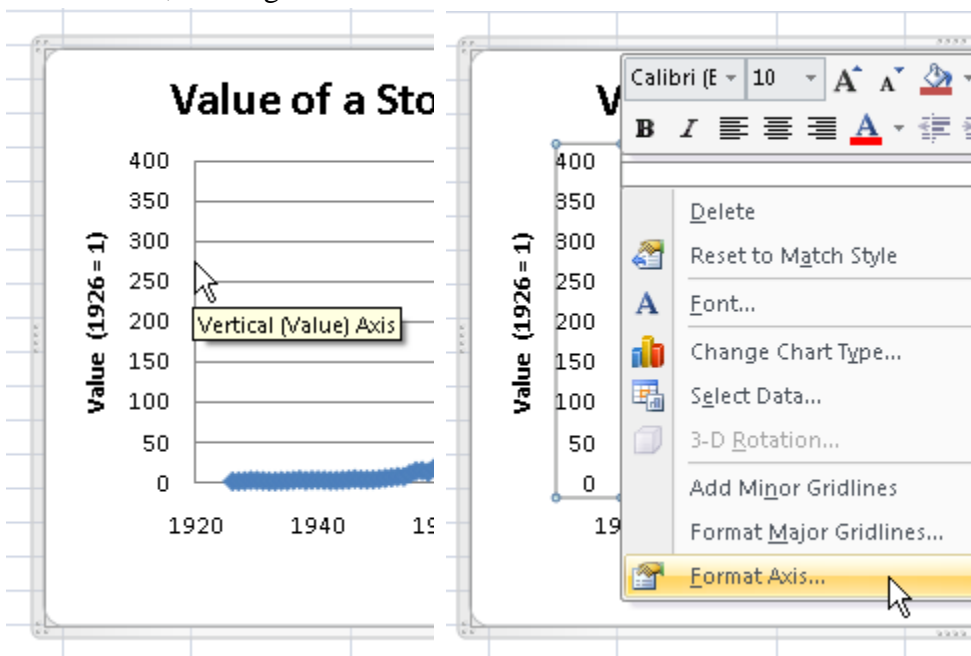 Value of a Sto
400
350
300
250
200
150
100
50
0
Value (1926 = 1)
Vertical (Value) Axis
1920 1940
V
Calibri (E 10 A A
B I A
400
350
300
250
200
150
100
50
0
Value (1926 = 1)
19
Delete
Reset to Match Style
A Font...
Change Chart Type...
Select Data...
3-D Rotation...
Add Minor Gridlines
Format Major Gridlines...
Format Axis...